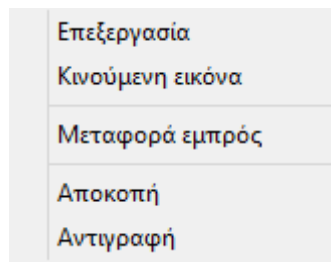 Επεξεργασία
Κινούμενη εικόνα
Μεταφορά εμπρός
Αποκοπή
Αντιγραφή